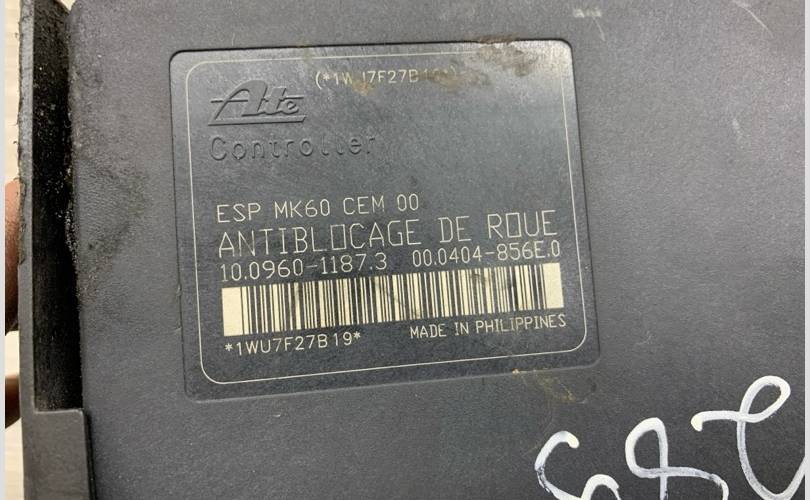 (*1WU7F27B19*)
Ate
Controller
ESP MK60 CEM 00
ANTIBLOCAGE DE ROUE
10.0960-1187.3 00.0404-856E.0
*1WU7F27B19*
MADE IN PHILIPPINES